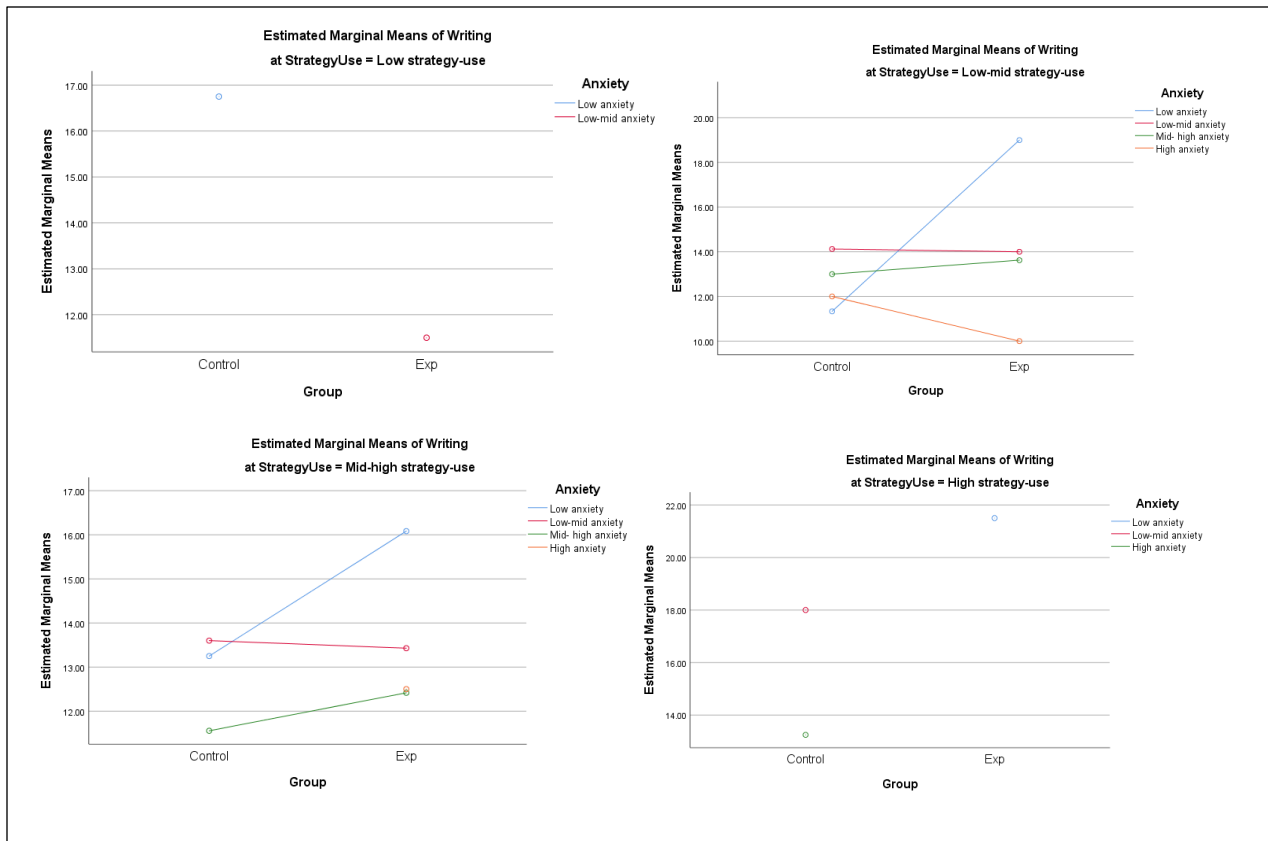 Estimated Marginal Means of Writing
at StrategyUse = Low strategy-use
Anxiety
Low anxiety
Low-mid anxiety
Estimated Marginal Means
17.00
16.00
15.00
14.00
13.00
12.00
Control
Exp
Group
Estimated Marginal Means of Writing
at StrategyUse = Low-mid strategy-use
Anxiety
Low anxiety
Low-mid anxiety
Mid- high anxiety
High anxiety
Estimated Marginal Means
20.00
18.00
16.00
14.00
12.00
10.00
Control
Exp
Group
Estimated Marginal Means of Writing
at StrategyUse = Mid-high strategy-use
Anxiety
Low anxiety
Low-mid anxiety
Mid- high anxiety
High anxiety
Estimated Marginal Means
17.00
16.00
15.00
14.00
13.00
12.00
Control
Exp
Group
Estimated Marginal Means of Writing
at StrategyUse = High strategy-use
Anxiety
Low anxiety
Low-mid anxiety
High anxiety
Estimated Marginal Means
22.00
20.00
18.00
16.00
14.00
Control
Exp
Group